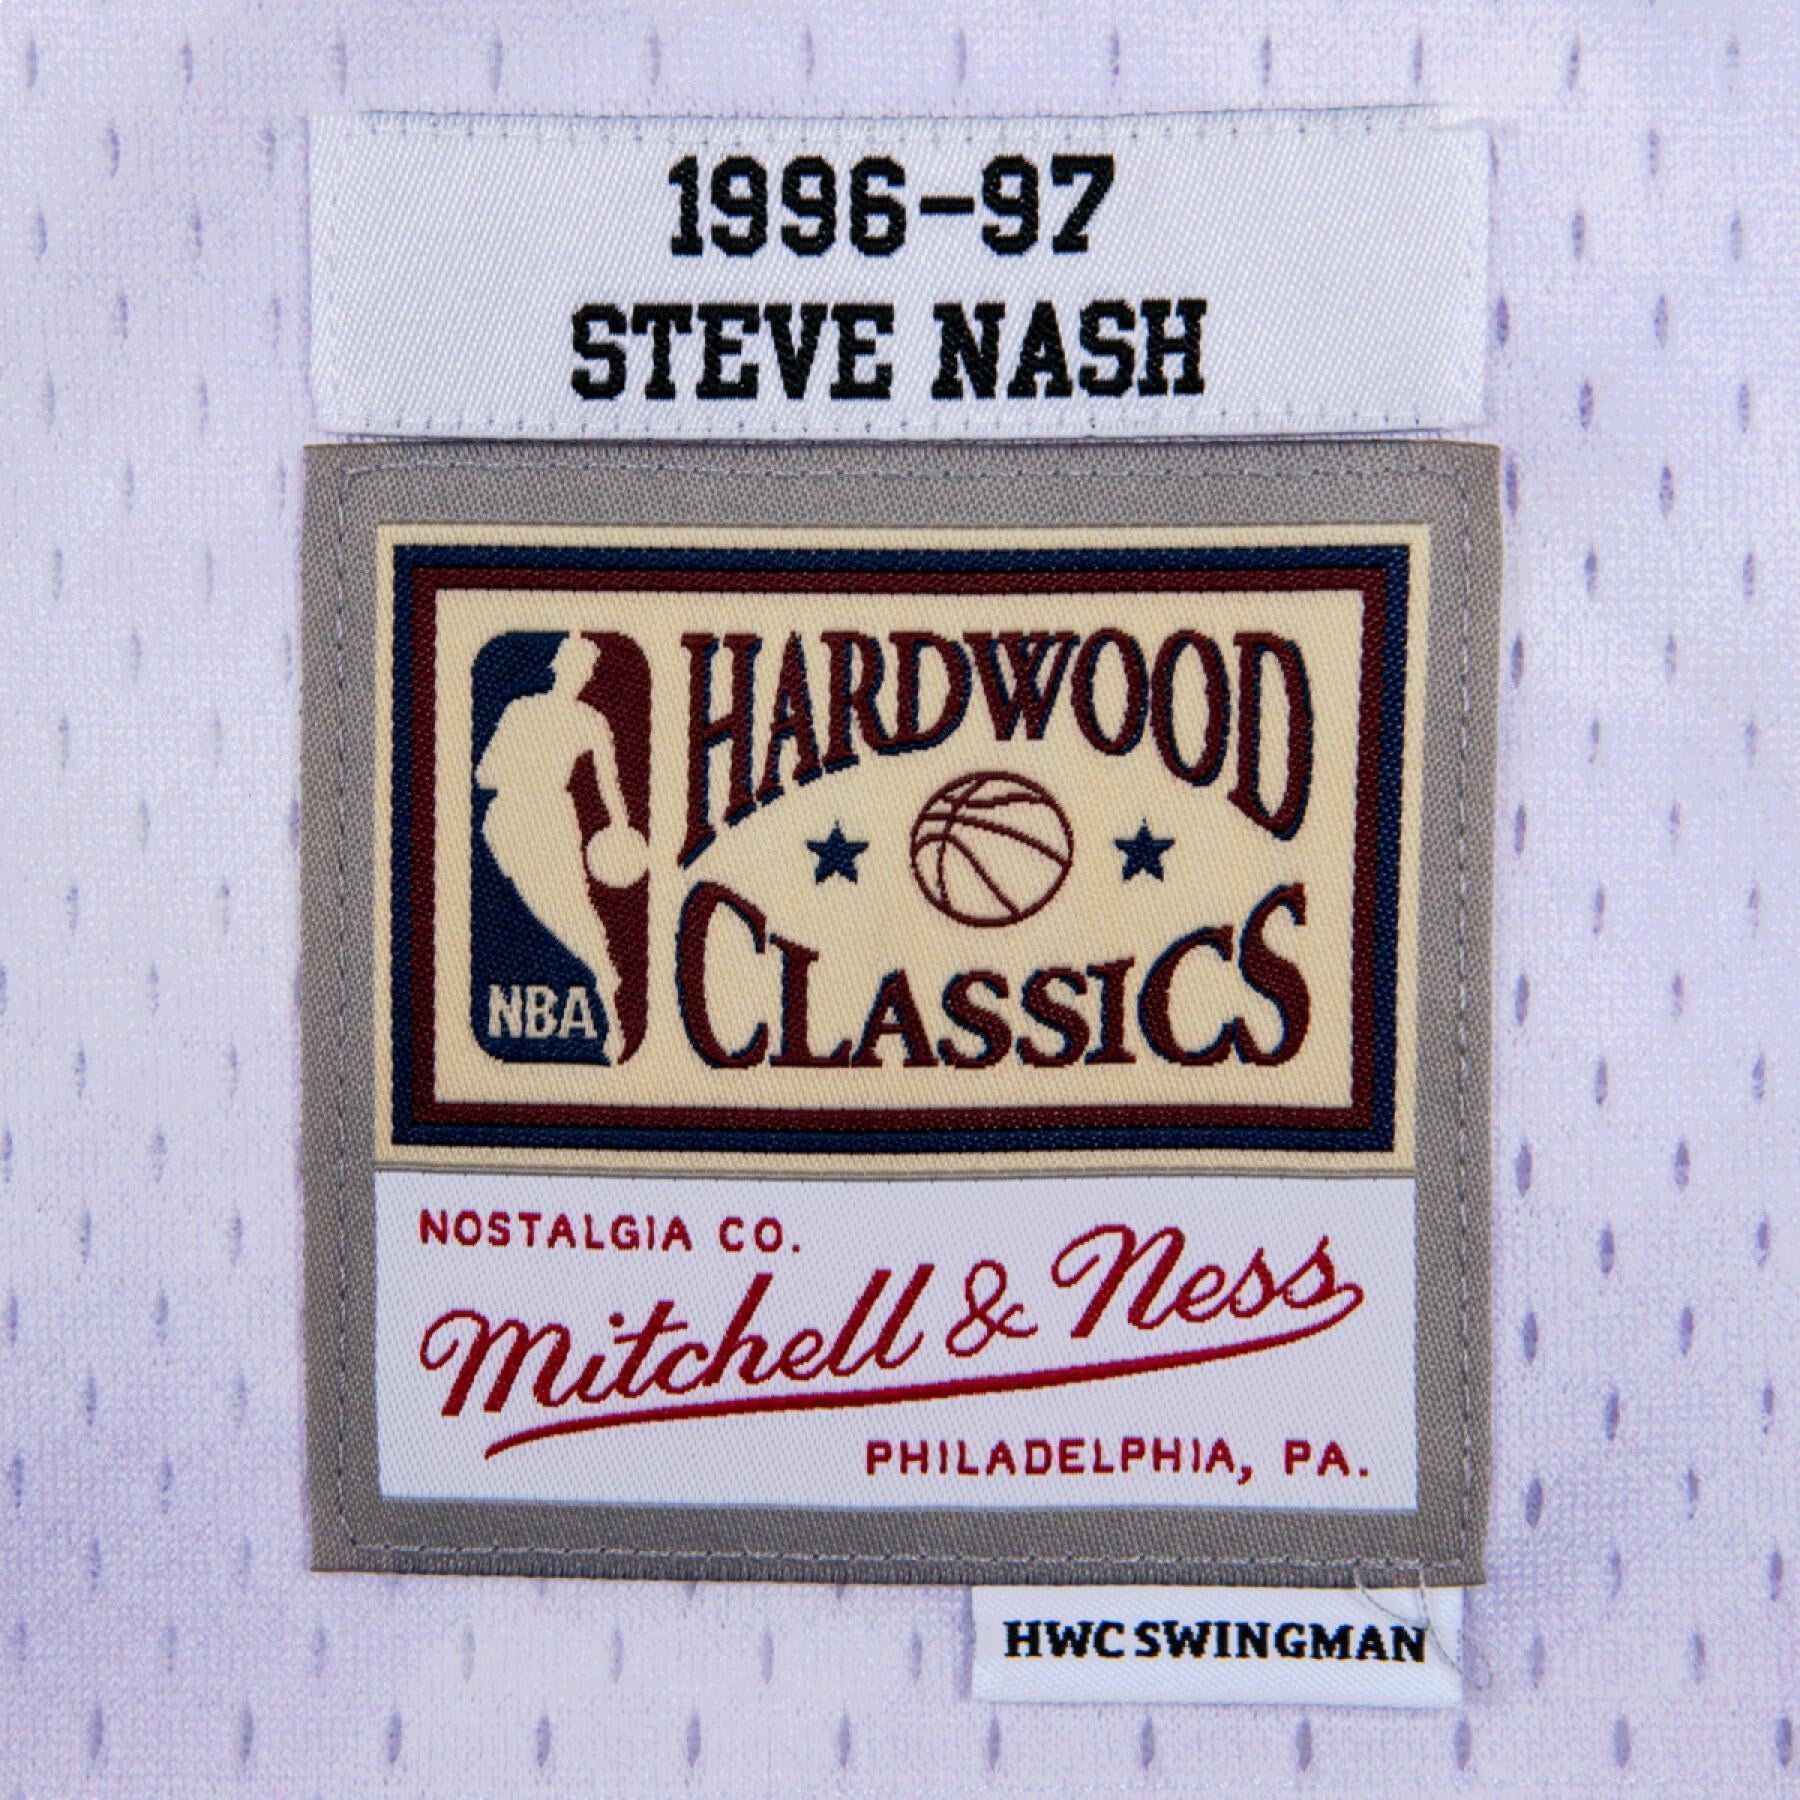 1996-97
STEVE NASH
HARDWOOD
CLASSICS
NBA
NOSTALGIA CO.
Mitchell & Ness
PHILADELPHIA, PA.
HWC SWINGMAN